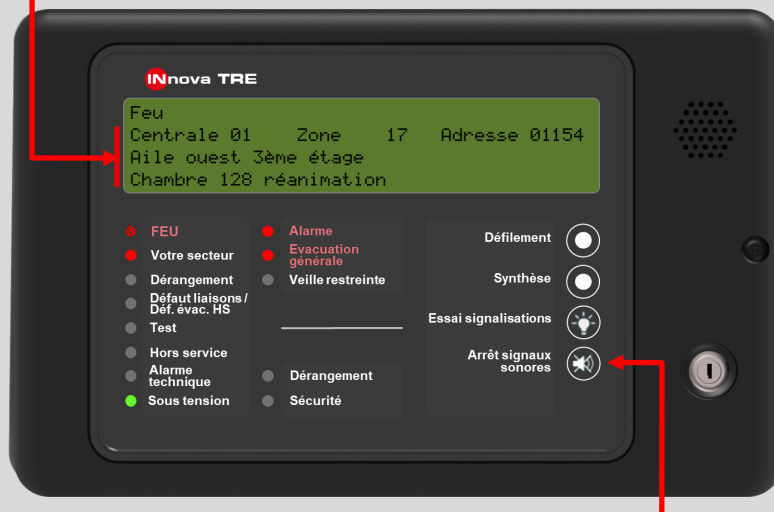 INnova TRE
Feu
Centrale 01 Zone 17 Adresse 01154
Aile ouest 3ème étage
Chambre 128 réanimation
FEU
Votre secteur
Dérangement
Défaut liaisons /
Déf. évac. HS
Test
Hors service
Alarme
technique
Sous tension
Alarme
Evacuation
générale
Veille restreinte
Dérangement
Sécurité
Défilement
Synthèse
Essai signalisations
Arrêt signaux
sonores